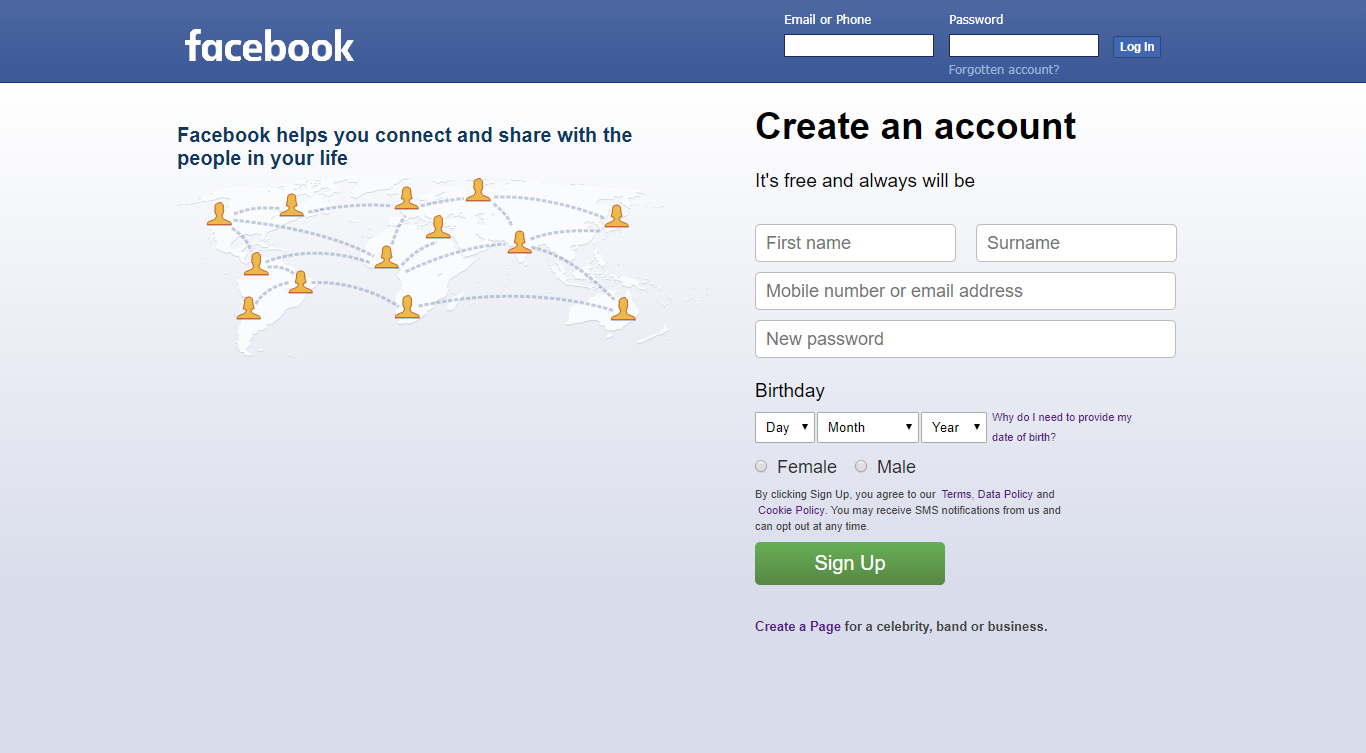 facebook
Email or Phone
Password
Log In
Forgotten account?
Facebook helps you connect and share with the
people in your life
Create an account
It's free and always will be
First name
Surname
Mobile number or email address
New password
Birthday
Day
Month
Year
Why do I need to provide my
date of birth?
Female
Male
By clicking Sign Up, you agree to our Terms, Data Policy and
Cookie Policy. You may receive SMS notifications from us and
can opt out at any time.
Sign Up
Create a Page for a celebrity, band or business.